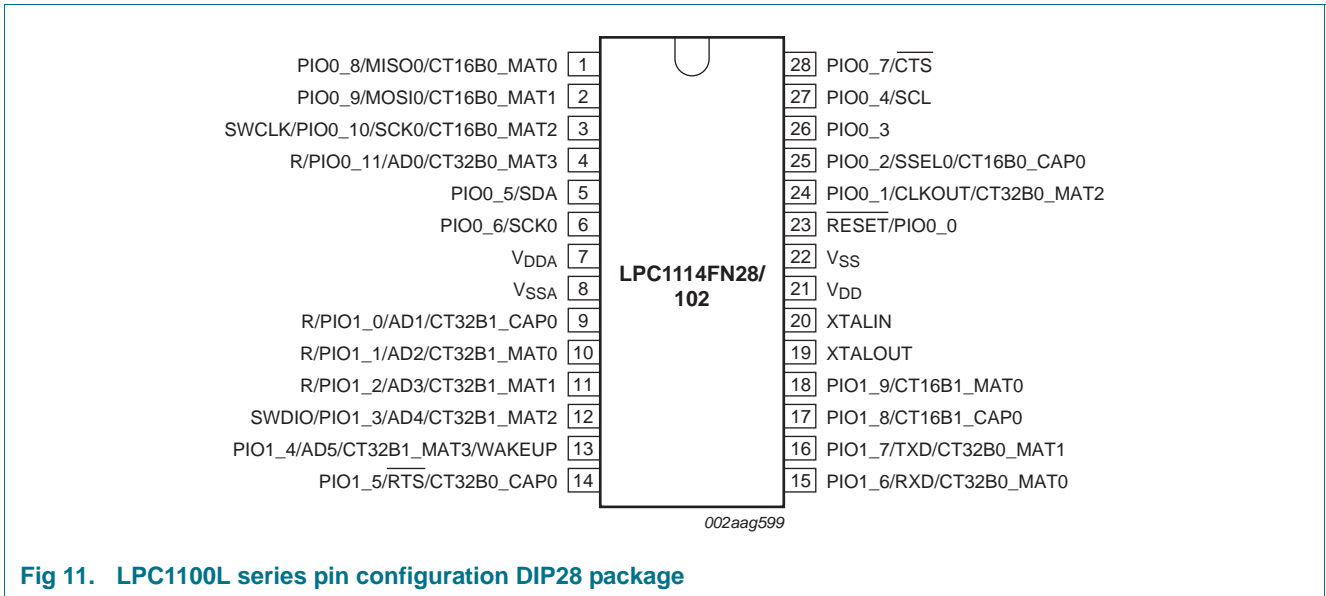 PIO0_8/MISO0/CT16B0_MAT0 1
PIO0_9/MOSI0/CT16B0_MAT1 2
SWCLK/PIO0_10/SCK0/CT16B0_MAT2 3
R/PIO0_11/AD0/CT32B0_MAT3 4
PIO0_5/SDA 5
PIO0_6/SCK0 6
VDDA 7
VSSA 8
R/PIO1_0/AD1/CT32B1_CAP0 9
R/PIO1_1/AD2/CT32B1_MAT0 10
R/PIO1_2/AD3/CT32B1_MAT1 11
SWDIO/PIO1_3/AD4/CT32B1_MAT2 12
PIO1_4/AD5/CT32B1_MAT3/WAKEUP 13
PIO1_5/RTS/CT32B0_CAP0 14
LPC1114FN28/
102
28 PIO0_7/CTS
27 PIO0_4/SCL
26 PIO0_3
25 PIO0_2/SSEL0/CT16B0_CAP0
24 PIO0_1/CLKOUT/CT32B0_MAT2
23 RESET/PIO0_0
22 VSS
21 VDD
20 XTALIN
19 XTALOUT
18 PIO1_9/CT16B1_MAT0
17 PIO1_8/CT16B1_CAP0
16 PIO1_7/TXD/CT32B0_MAT1
15 PIO1_6/RXD/CT32B0_MAT0
002aag599
Fig 11. LPC1100L series pin configuration DIP28 package